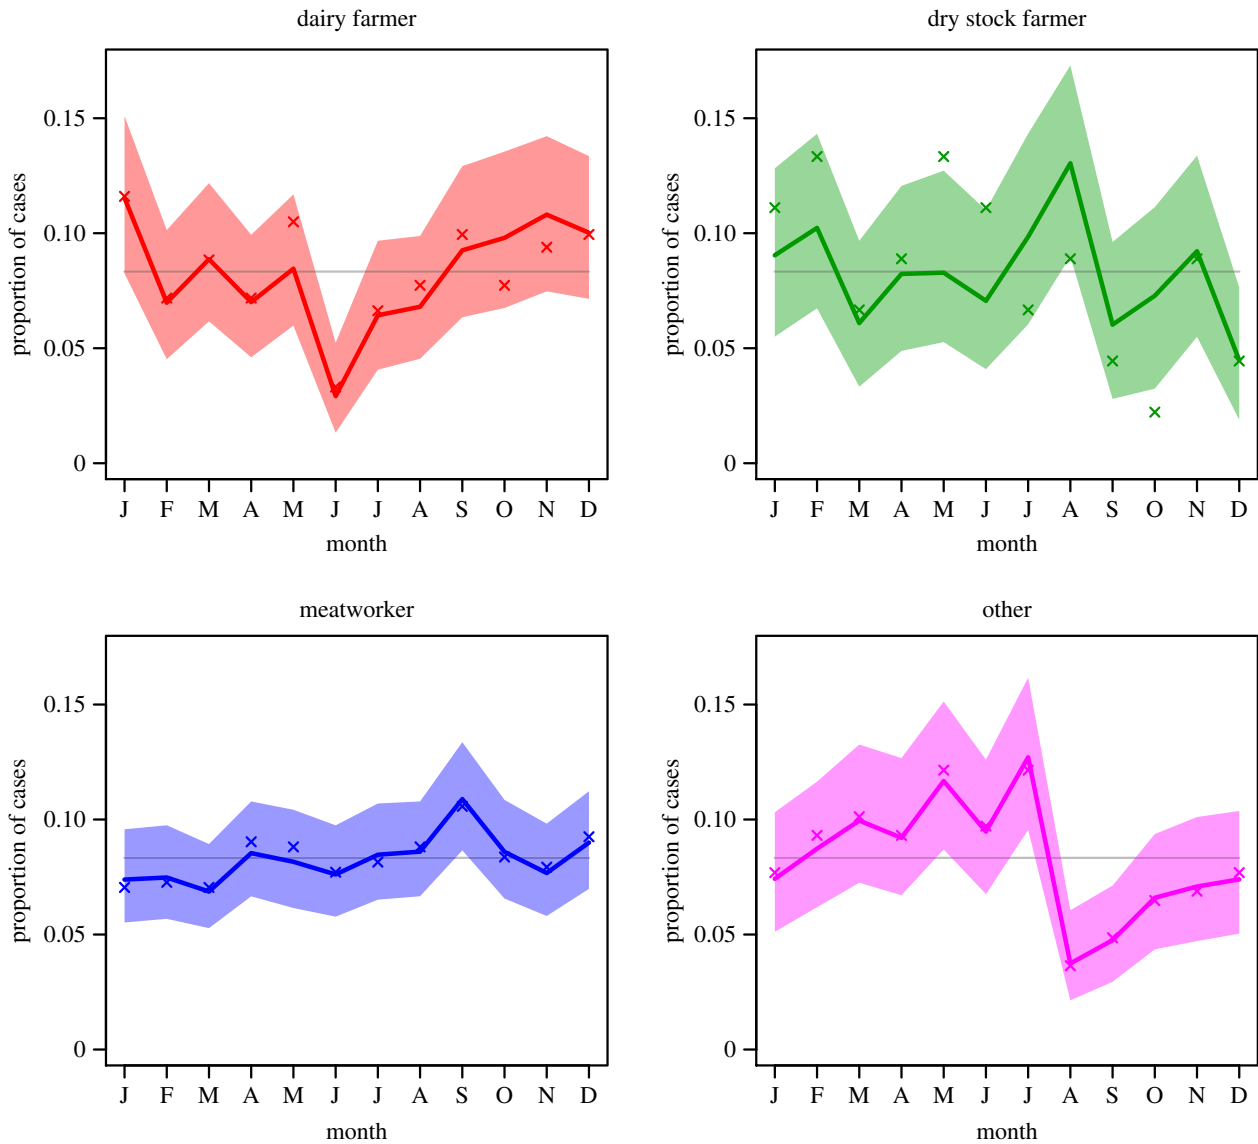 dairy farmer
proportion of cases
0.15
0.10
0.05
0
J F M A M J J A S O N D
month
dry stock farmer
proportion of cases
0.15
0.10
0.05
0
J F M A M J J A S O N D
month
meatworker
proportion of cases
0.15
0.10
0.05
0
J F M A M J J A S O N D
month
other
proportion of cases
0.15
0.10
0.05
0
J F M A M J J A S O N D
month